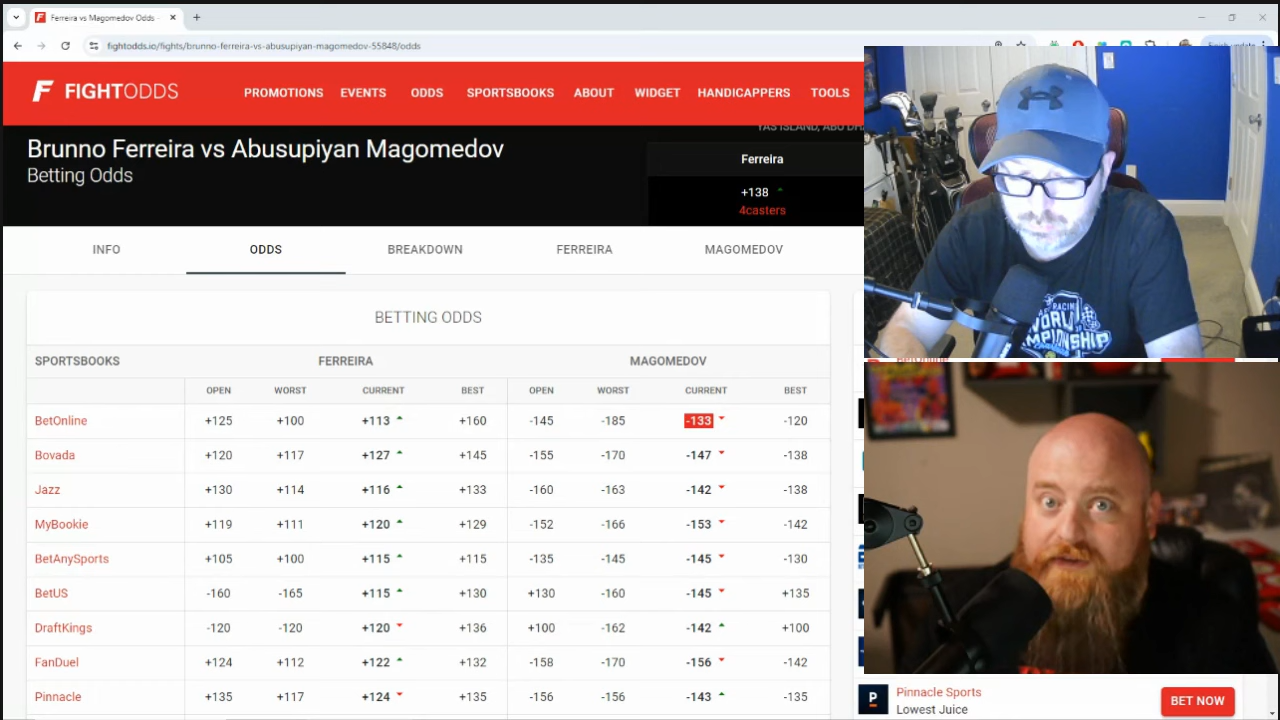 Ferreira vs Magomedov Odds
fightodds.io/fights/brunno-ferreira-vs-abusupiyan-magomedov-55848/odds
FIGHTODDS
PROMOTIONS EVENTS ODDS SPORTSBOOKS ABOUT WIDGET HANDICAPPERS TOOLS
Brunno Ferreira vs Abusupiyan Magomedov
Betting Odds
Ferreira
+138
4casters
INFO ODDS BREAKDOWN FERREIRA MAGOMEDOV
BETTING ODDS
SPORTSBOOKS FERREIRA MAGOMEDOV
OPEN WORST CURRENT BEST OPEN WORST CURRENT BEST
BetOnline +125 +100 +113 +160 -145 -185 -133 -120
Bovada +120 +117 +127 +145 -155 -170 -147 -138
Jazz +130 +114 +116 +133 -160 -163 -142 -138
MyBookie +119 +111 +120 +129 -152 -166 -153 -142
BetAnySports +105 +100 +115 +115 -135 -145 -145 -130
BetUS -160 -165 +115 +130 +130 -160 -145 +135
DraftKings -120 -120 +120 +136 +100 -162 -142 +100
FanDuel +124 +112 +122 +132 -158 -170 -156 -142
Pinnacle +135 +117 +124 +135 -156 -156 -143 -135
Pinnacle Sports
Lowest Juice
BET NOW
RACIN
WORL
MPIONSHIP